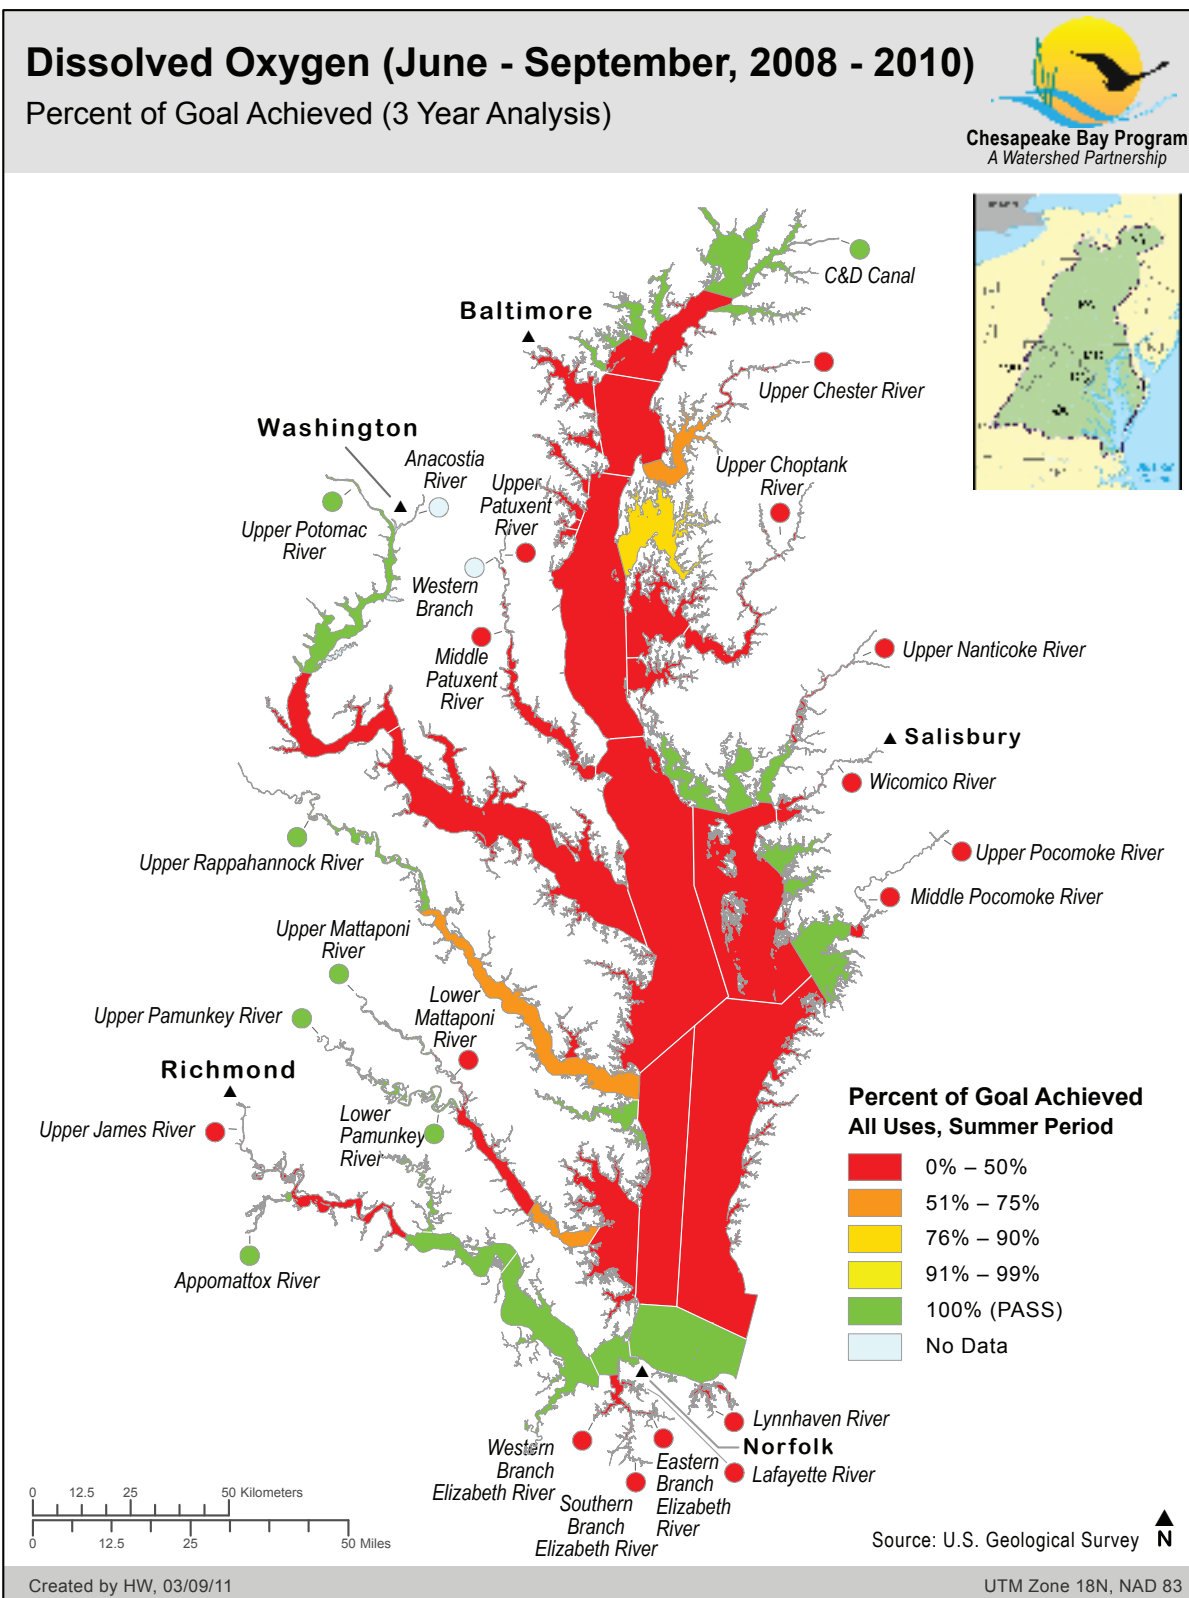 Dissolved Oxygen (June - September, 2008 - 2010)
Percent of Goal Achieved (3 Year Analysis)
Chesapeake Bay Program
A Watershed Partnership
C&D Canal
Baltimore
Upper Chester River
Washington
Anacostia
River
Upper
Patuxent
River
Upper Choptank
River
Upper Potomac
River
Western
Branch
Middle
Patuxent
River
Upper Nanticoke River
Salisbury
Wicomico River
Upper Rappahannock River
Upper Pocomoke River
Middle Pocomoke River
Upper Mattaponi
River
Upper Pamunkey River
Lower
Mattaponi
River
Richmond
Upper James River
Lower
Pamunkey
River
Appomattox River
Percent of Goal Achieved
All Uses, Summer Period
0% – 50%
51% – 75%
76% – 90%
91% – 99%
100% (PASS)
No Data
Lynnhaven River
Norfolk
Lafayette River
Western
Branch
Elizabeth River
Eastern
Branch
Elizabeth
River
Southern
Branch
Elizabeth River
0 12.5 25 50 Kilometers
0 12.5 25 50 Miles
Source: U.S. Geological Survey
N
Created by HW, 03/09/11
UTM Zone 18N, NAD 83